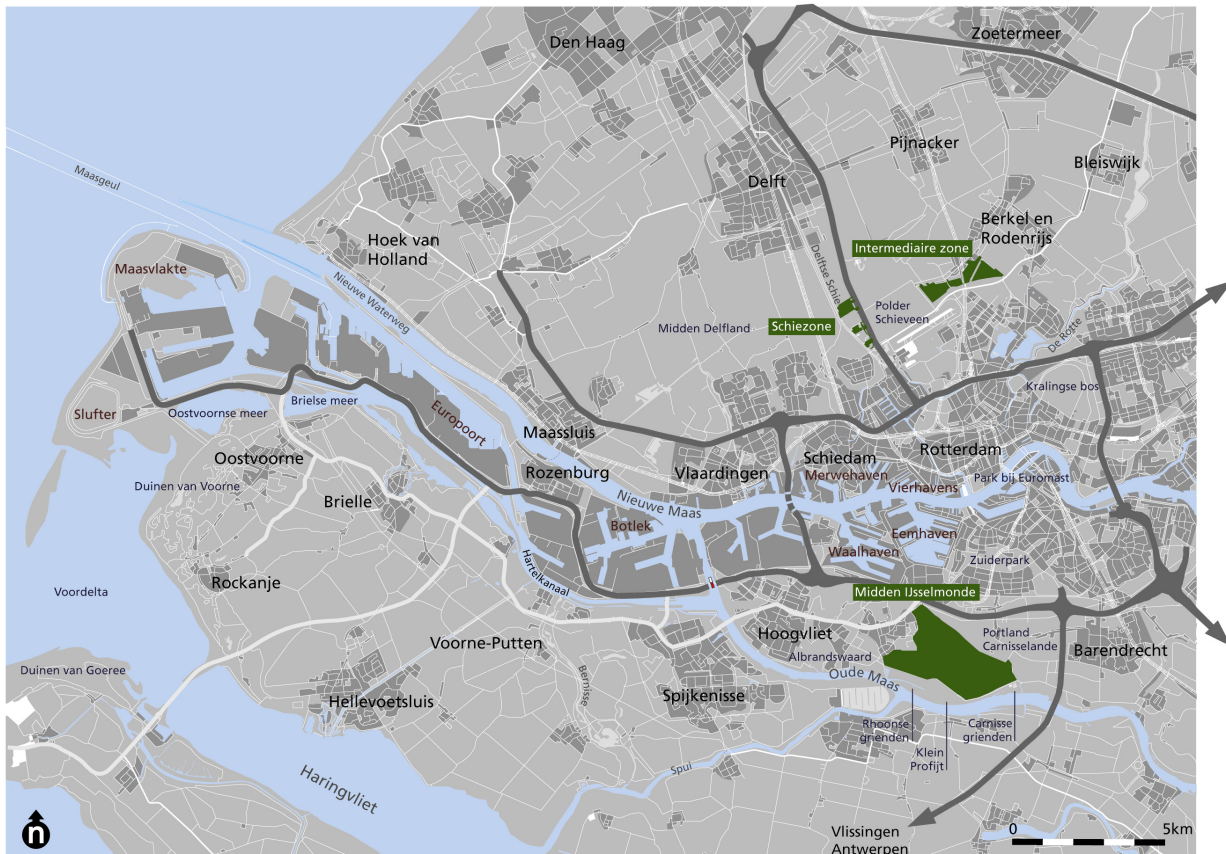 Den Haag
Zoetermeer
Pijnacker
Bleiswijk
Maasgeul
Delft
Berkel en
Rodenrijs
Hoek van
Holland
Intermediaire zone
Maasvlakte
Nieuwe Waterweg
Delftse Schie
Polder
Schieveen
Midden Delfland
Schiezone
De Rotte
Kralingse bos
Slufter
Oostvoornse meer
Brielse meer
Europoort
Maassluis
Oostvoorne
Rozenburg
Vlaardingen
Schiedam
Rotterdam
Merwehaven
Vierhavens
Park bij Euromast
Duinen van Voorne
Brielle
Nieuwe Maas
Botlek
Eemhaven
Waalhaven
Zuiderpark
Hartelkanaal
Rockanje
Voordelta
Midden IJsselmonde
Voorne-Putten
Hoogvliet
Portland
Carnisselande
Barendrecht
Albrandswaard
Duinen van Goeree
Bernisse
Oude Maas
Hellevoetsluis
Spijkenisse
Rhoonse
grienden
Carnisse
grienden
Klein
Profijt
Spui
Haringvliet
n
Vlissingen
Antwerpen
0
5km